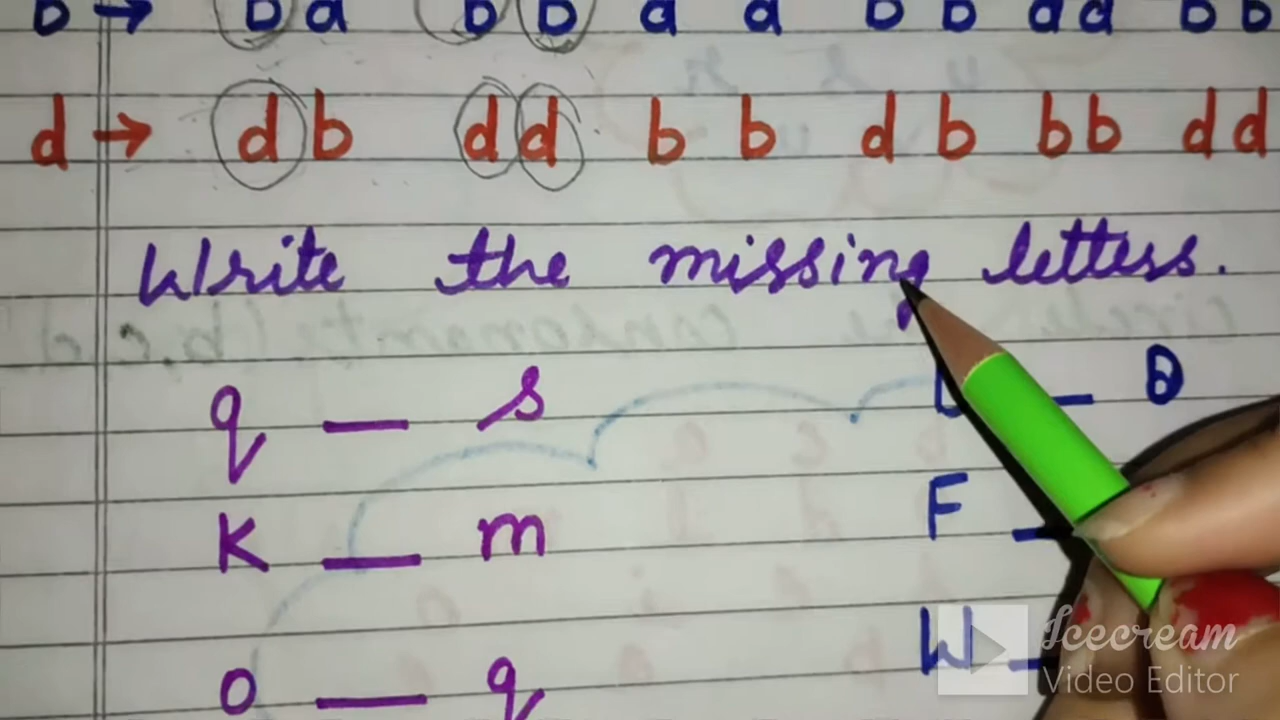 b → b a b b a a b b a a b b
d → d b d d b b d b b b d d
Write the missing letters.
q _ s _ Q
K _ m F _
o _ q W _
Icecream
Video Editor